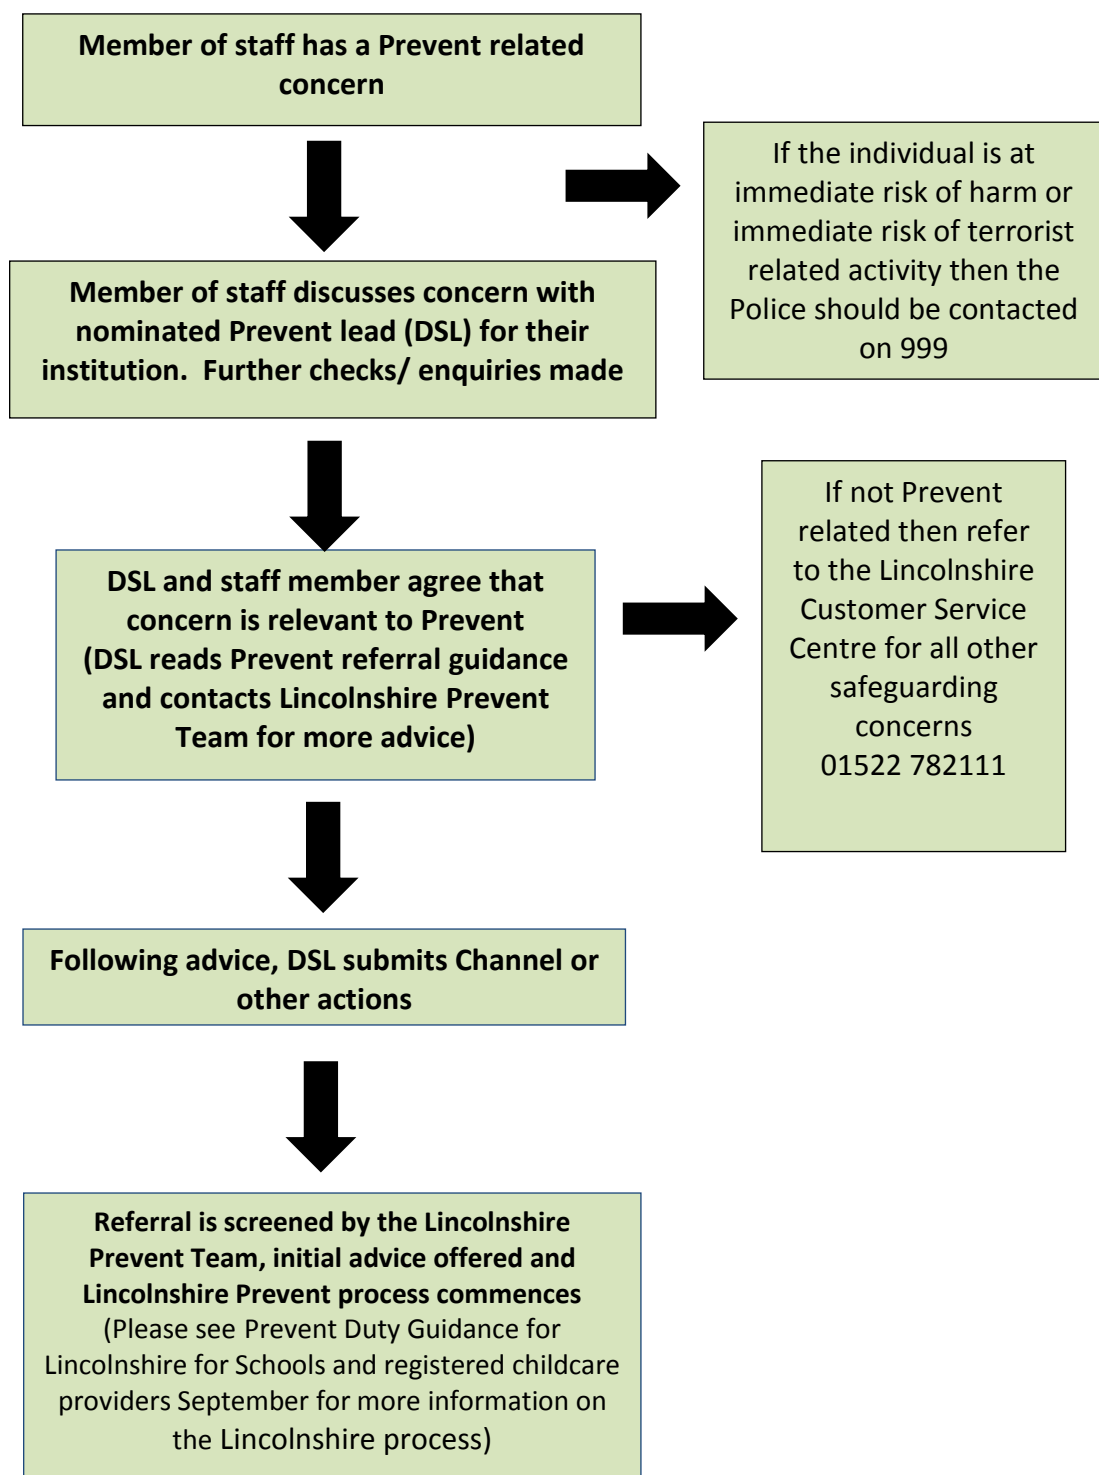 Member of staff has a Prevent related
concern
If the individual is at
immediate risk of harm or
immediate risk of terrorist
related activity then the
Police should be contacted
on 999
Member of staff discusses concern with
nominated Prevent lead (DSL) for their
institution.  Further checks/ enquiries made
If not Prevent
related then refer
to the Lincolnshire
Customer Service
Centre for all other
safeguarding
concerns
01522 782111
DSL and staff member agree that
concern is relevant to Prevent
(DSL reads Prevent referral guidance
and contacts Lincolnshire Prevent
Team for more advice)
Following advice, DSL submits Channel or
other actions
Referral is screened by the Lincolnshire
Prevent Team, initial advice offered and
Lincolnshire Prevent process commences
(Please see Prevent Duty Guidance for
Lincolnshire for Schools and registered childcare
providers September for more information on
the Lincolnshire process)